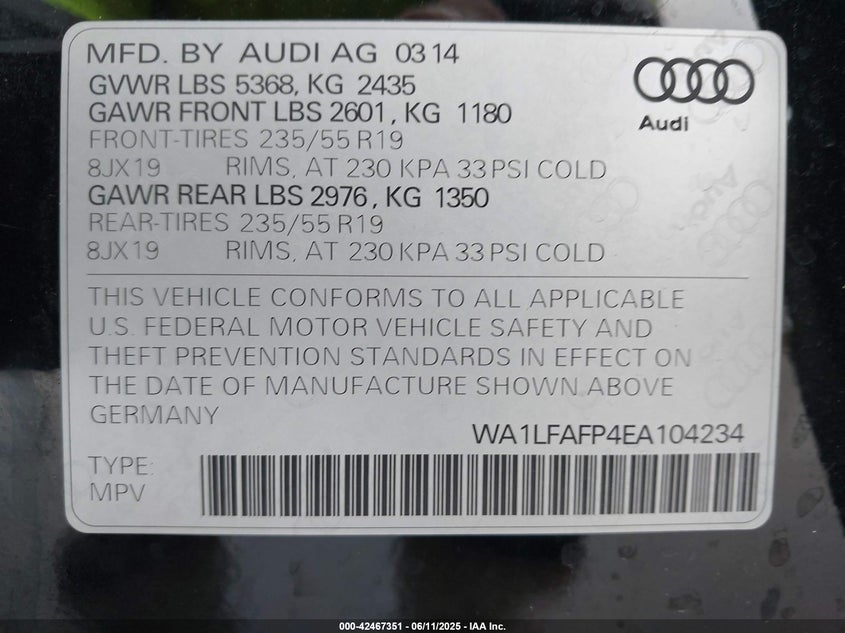 MFD. BY AUDI AG 0314
GVWR LBS 5368, KG 2435
GAWR FRONT LBS 2601, KG 1180
FRONT-TIRES 235/55 R19
8JX19 RIMS, AT 230 KPA 33 PSI COLD
GAWR REAR LBS 2976, KG 1350
REAR-TIRES 235/55 R19
8JX19 RIMS, AT 230 KPA 33 PSI COLD
Audi
THIS VEHICLE CONFORMS TO ALL APPLICABLE
U.S. FEDERAL MOTOR VEHICLE SAFETY AND
THEFT PREVENTION STANDARDS IN EFFECT ON
THE DATE OF MANUFACTURE SHOWN ABOVE
GERMANY
WA1LFAFP4EA104234
TYPE:
MPV
000-42467351 - 06/11/2025 - IAA Inc.